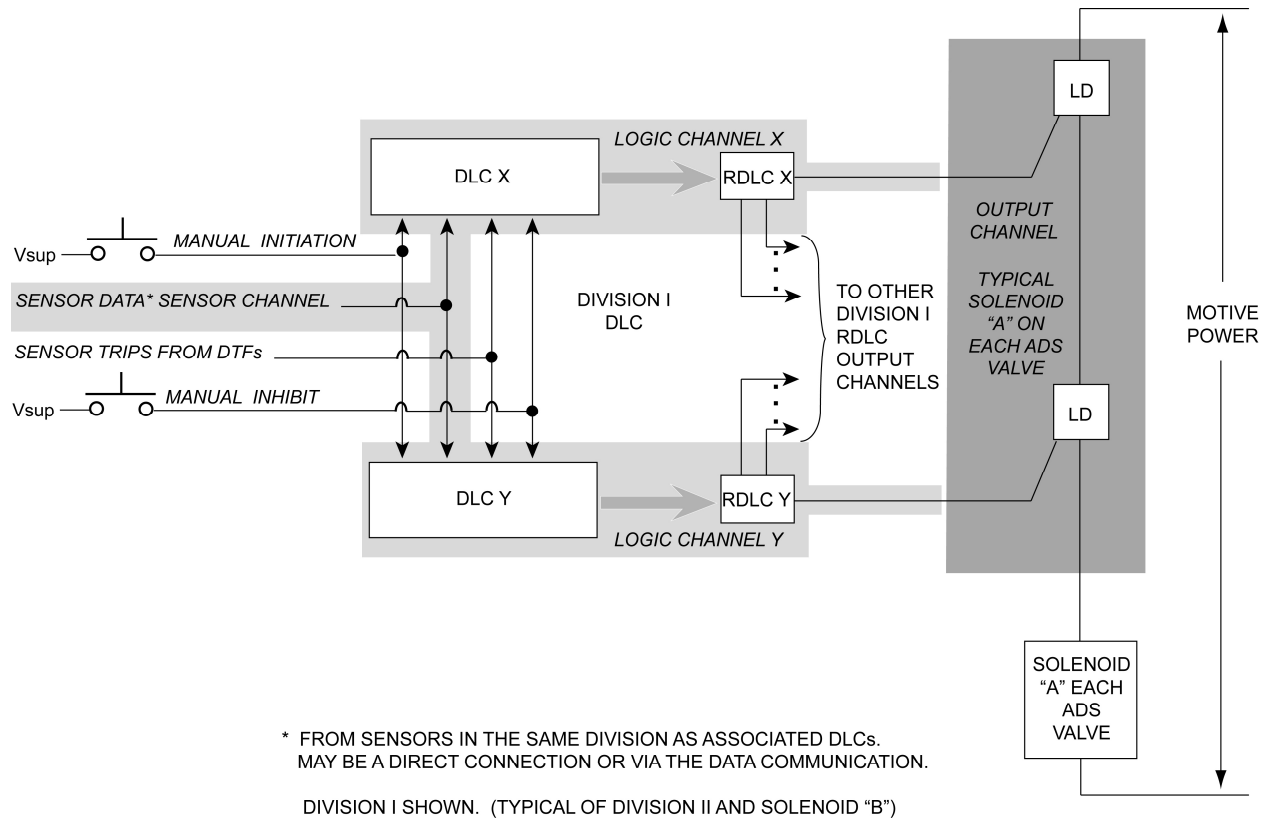 LD
LOGIC CHANNEL X
DLC X
RDLC X
OUTPUT
CHANNEL
Vsup
MANUAL INITIATION
SENSOR DATA* SENSOR CHANNEL
DIVISION I
DLC
TO OTHER
DIVISION I
RDLC
OUTPUT
CHANNELS
TYPICAL
SOLENOID
“A” ON
EACH ADS
VALVE
MOTIVE
POWER
SENSOR TRIPS FROM DTFs
Vsup
MANUAL INHIBIT
LD
DLC Y
RDLC Y
LOGIC CHANNEL Y
SOLENOID
“A” EACH
ADS
VALVE
* FROM SENSORS IN THE SAME DIVISION AS ASSOCIATED DLCs.
MAY BE A DIRECT CONNECTION OR VIA THE DATA COMMUNICATION.
DIVISION I SHOWN. (TYPICAL OF DIVISION II AND SOLENOID “B”)